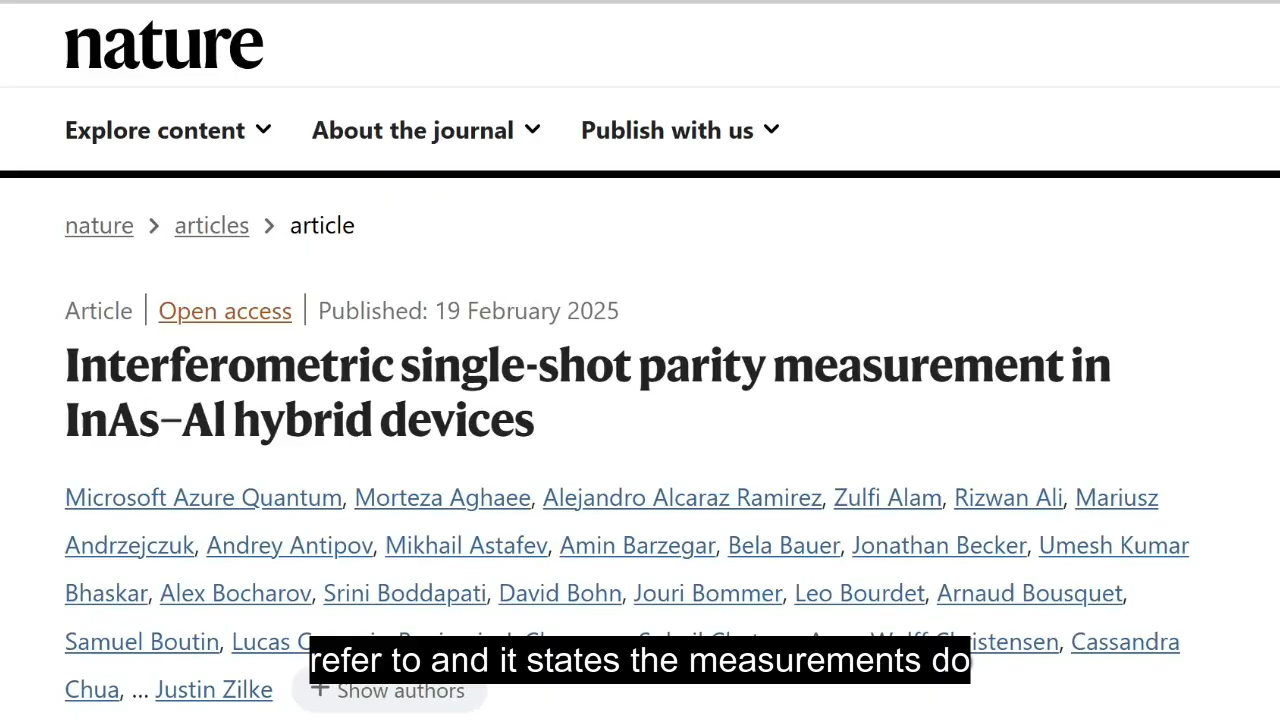 nature
Explore content About the journal Publish with us
nature > articles > article
Article | Open access | Published: 19 February 2025
Interferometric single-shot parity measurement in
InAs–Al hybrid devices
Microsoft Azure Quantum, Morteza Aghaee, Alejandro Alcaraz Ramirez, Zulfi Alam, Rizwan Ali, Mariusz
Andrzejczuk, Andrey Antipov, Mikhail Astafev, Amin Barzegar, Bela Bauer, Jonathan Becker, Umesh Kumar
Bhaskar, Alex Bocharov, Srini Boddapati, David Bohn, Jouri Bommer, Leo Bourdet, Arnaud Bousquet,
Samuel Boutin, Lucas Christensen, Cassandra
refer to and it states the measurements do
Chua, ... Justin Zilke + Show authors